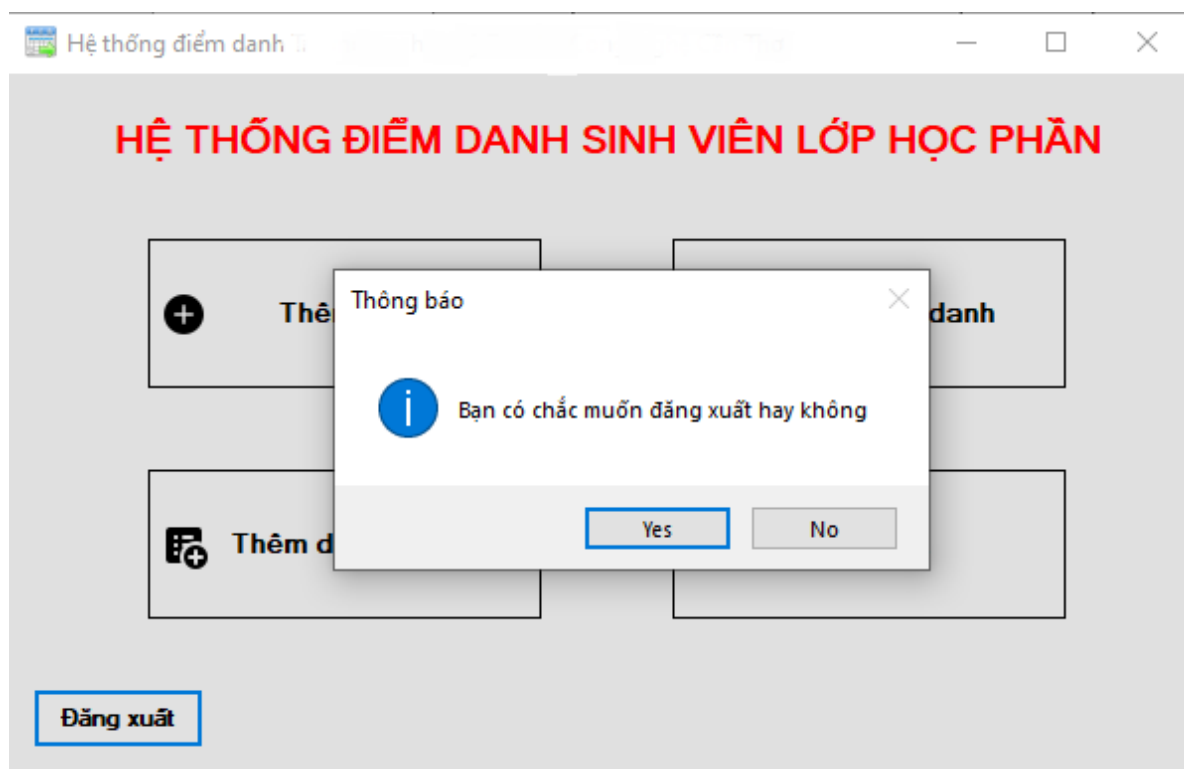 Hệ thống điểm danh
HỆ THỐNG ĐIỂM DANH SINH VIÊN LỚP HỌC PHẦN
Thông báo
danh
Bạn có chắc muốn đăng xuất hay không
Yes
No
Thêm
Đăng xuất